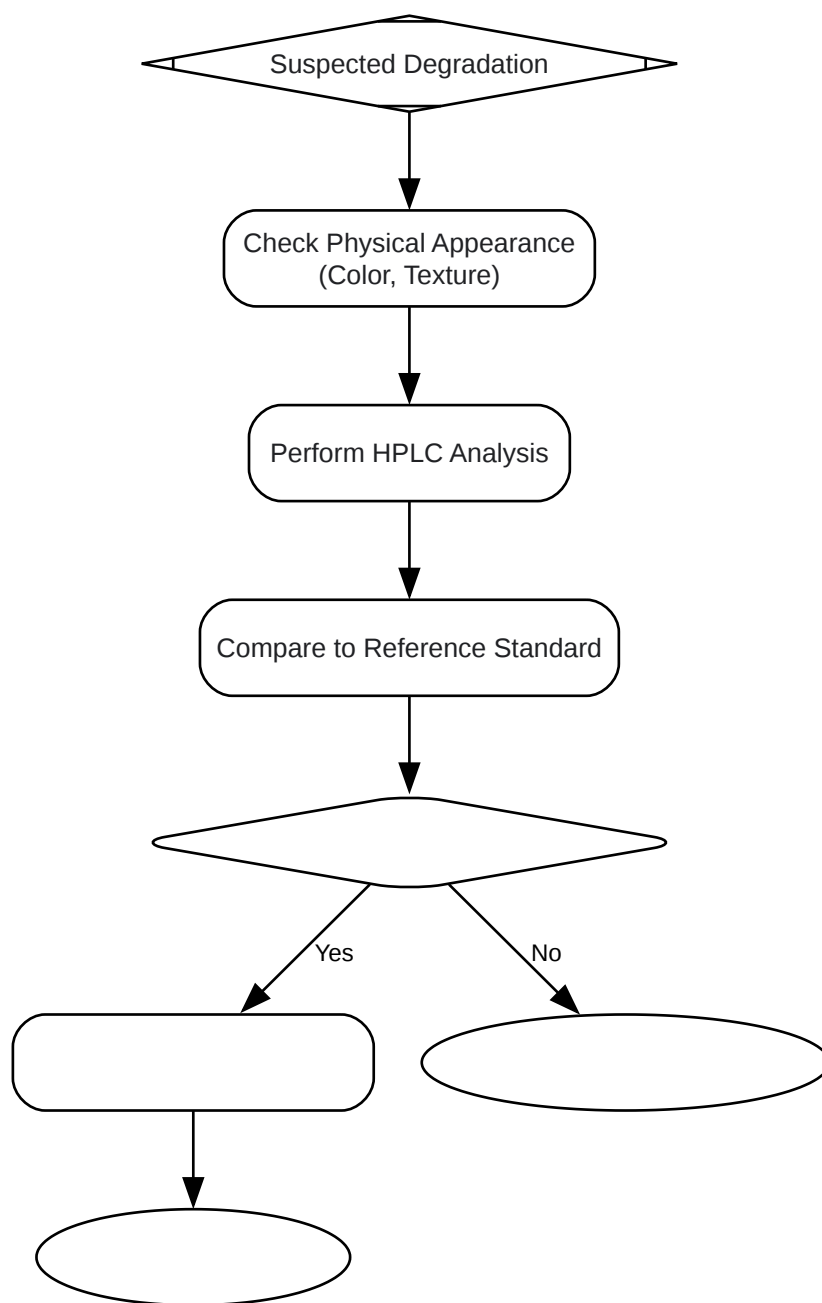 Suspected Degradation
Check Physical Appearance
(Color, Texture)
Perform HPLC Analysis
Compare to Reference Standard
Yes
No